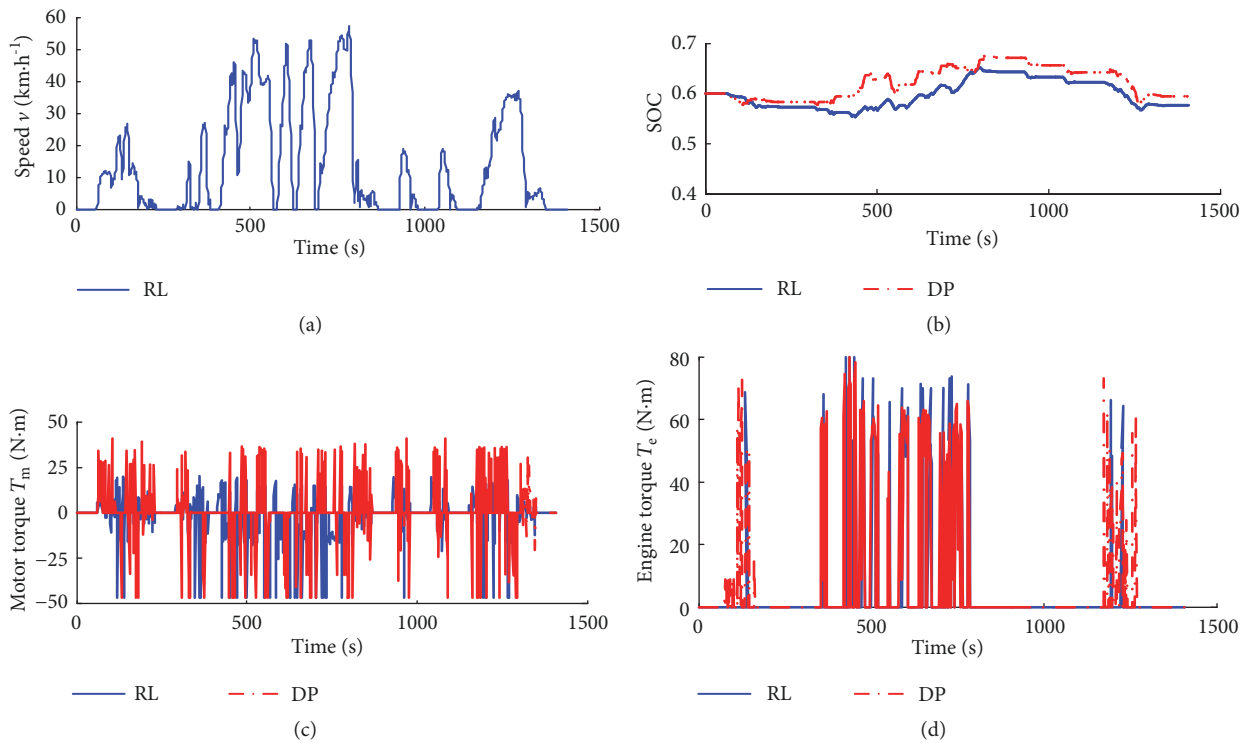 60
50
40
30
20
10
0
Speed v (km·h⁻¹)
0
500
1000
1500
Time (s)
RL
(a)
0.7
0.6
0.5
0.4
SOC
0
500
1000
1500
Time (s)
RL
DP
(b)
50
25
0
−25
−50
Motor torque Tm (N·m)
0
500
1000
1500
Time (s)
RL
DP
(c)
80
60
40
20
0
Engine torque Te (N·m)
0
500
1000
1500
Time (s)
RL
DP
(d)